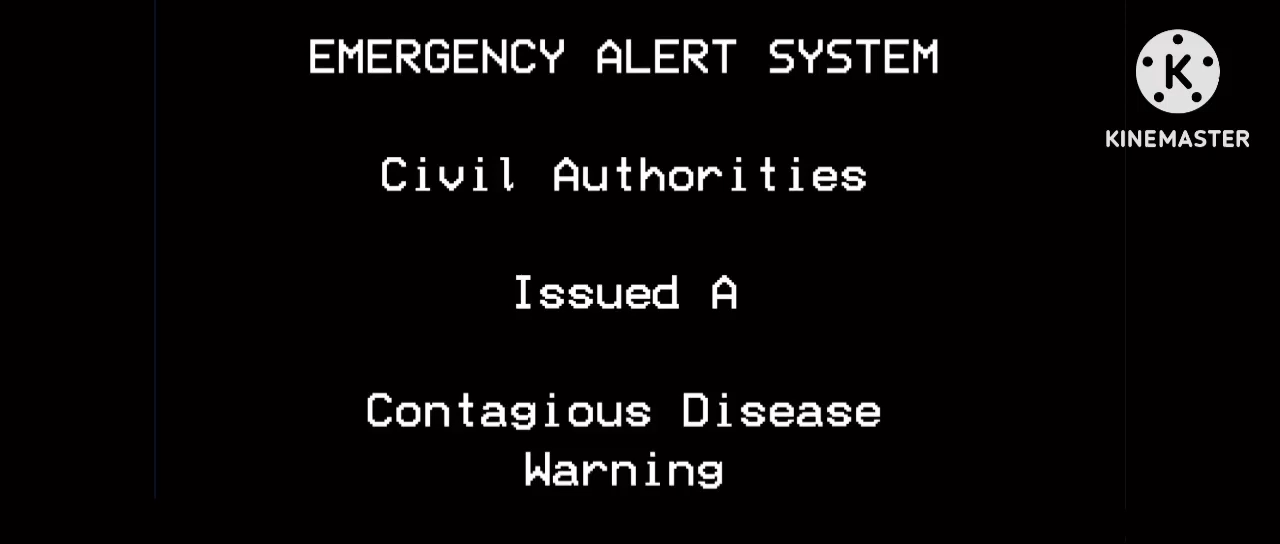 EMERGENCY ALERT SYSTEM
K
KINEMASTER
Civil Authorities
Issued A
Contagious Disease
Warning